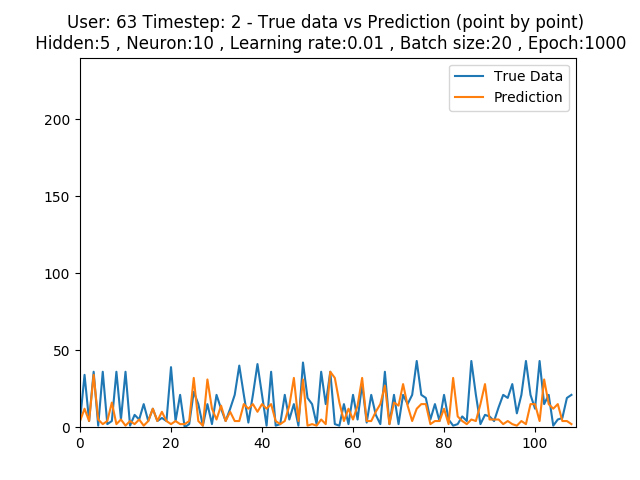 User: 63 Timestep: 2 - True data vs Prediction (point by point)
Hidden:5 , Neuron:10 , Learning rate:0.01 , Batch size:20 , Epoch:1000
True Data
Prediction
200
150
100
50
0
0 20 40 60 80 100